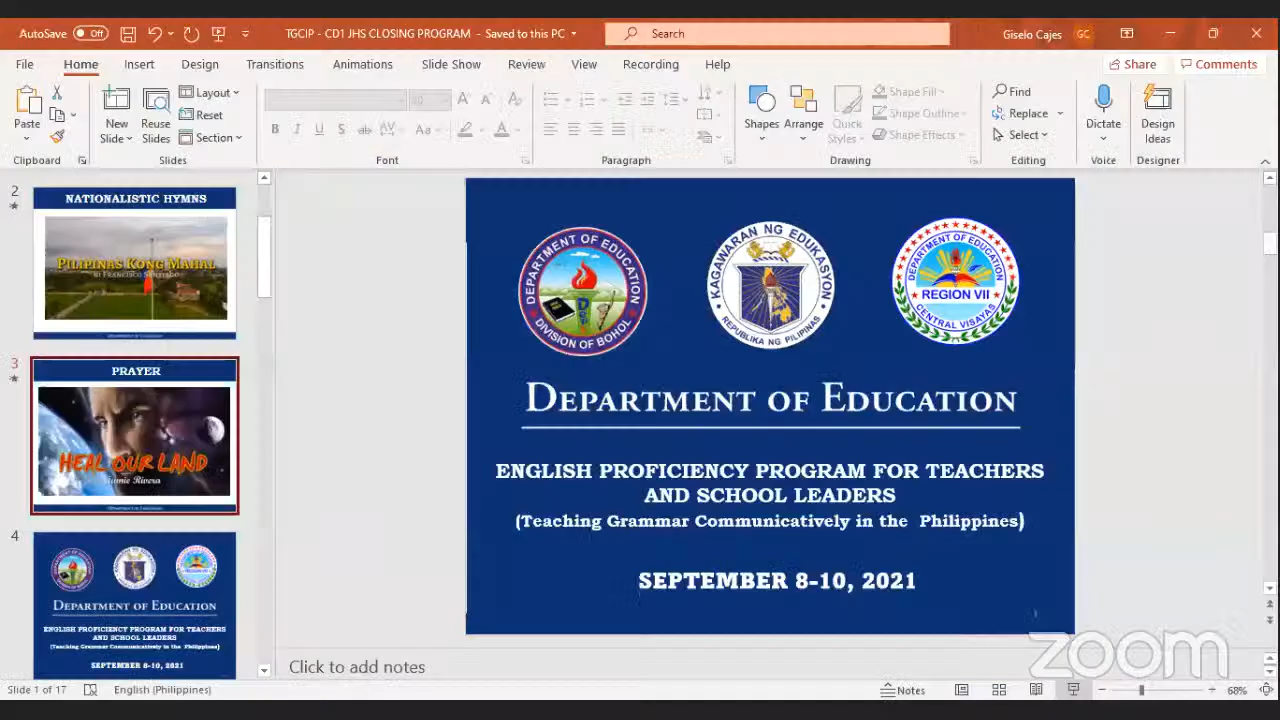 AutoSave Off TGCIP - CD1 JHS CLOSING PROGRAM - Saved to this PC Search Giselo Cajes GC
File Home Insert Design Transitions Animations Slide Show Review View Recording Help Share Comments
Paste
Clipboard
New Slide
Reuse Slides
Layout
Reset
Section
Slides
Font
Paragraph
Shapes
Arrange
Quick Styles
Shape Fill
Shape Outline
Shape Effects
Drawing
Find
Replace
Select
Editing
Dictate
Voice
Design Ideas
Designer
2
NATIONALISTIC HYMNS
PILIPINAS KONG MAHAL
NI FRANCISCO SANTIAGO
3
PRAYER
HEAL OUR LAND
Jamie Rivera
4
DEPARTMENT OF EDUCATION
ENGLISH PROFICIENCY PROGRAM FOR TEACHERS
AND SCHOOL LEADERS
(Teaching Grammar Communicatively in the Philippines)
SEPTEMBER 8-10, 2021
DEPARTMENT OF EDUCATION
DIVISION OF BOHOL
KAGAWARAN NG EDUKASYON
REPUBLIKA NG PILIPINAS
DEPARTMENT OF EDUCATION
REGION VII
CENTRAL VISAYAS
DEPARTMENT OF EDUCATION
ENGLISH PROFICIENCY PROGRAM FOR TEACHERS
AND SCHOOL LEADERS
(Teaching Grammar Communicatively in the Philippines)
SEPTEMBER 8-10, 2021
zoom
Click to add notes
Slide 1 of 17 English (Philippines) Notes 68%